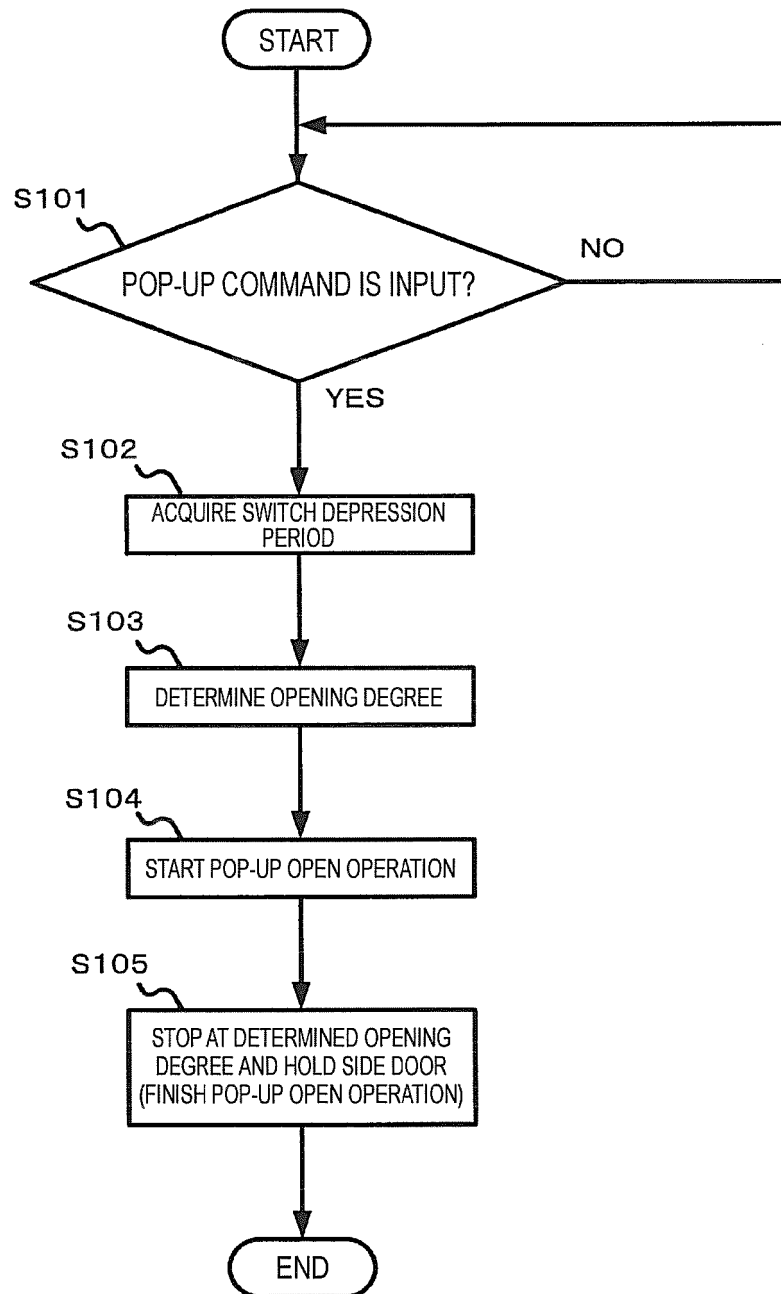 START
S101
POP-UP COMMAND IS INPUT?
NO
YES
S102
ACQUIRE SWITCH DEPRESSION
PERIOD
S103
DETERMINE OPENING DEGREE
S104
START POP-UP OPEN OPERATION
S105
STOP AT DETERMINED OPENING
DEGREE AND HOLD SIDE DOOR
(FINISH POP-UP OPEN OPERATION)
END